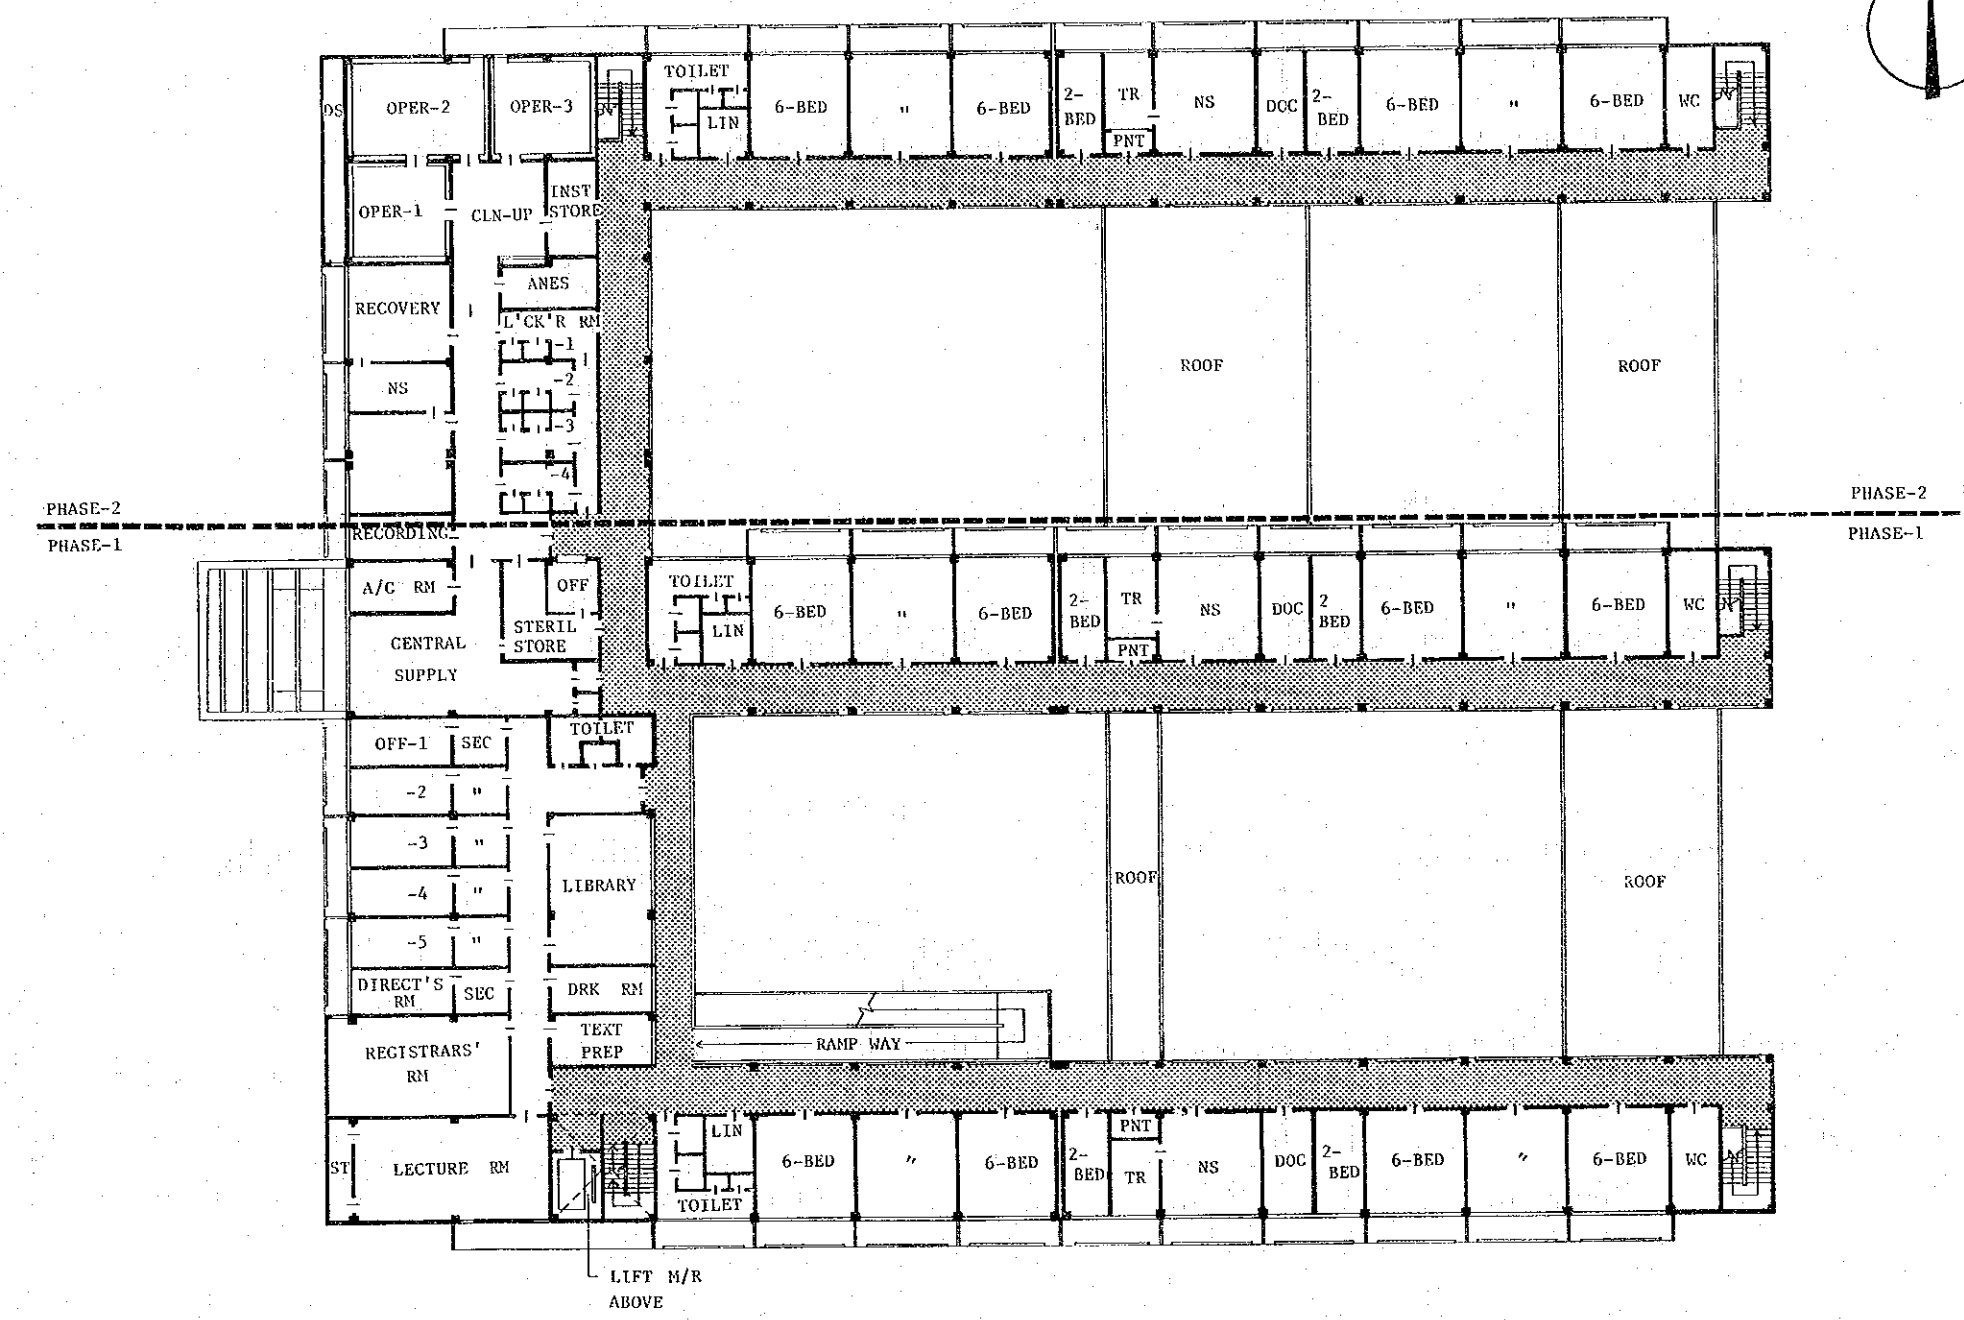 TOILET
OPER-2
OPER-3
DS
LIN
6-BED
"
6-BED
2-
BED
TR
PNT
NS
DOC
2-
BED
6-BED
"
6-BED
WC
OPER-1
CLN-UP
INST
STORE
ANES
RECOVERY
L'CK'R RM
-1
-2
-3
-4
NS
ROOF
ROOF
PHASE-2
PHASE-2
PHASE-1
PHASE-1
RECORDING
A/C RM
OFF
STERIL
STORE
CENTRAL
SUPPLY
TOILET
LIN
6-BED
"
6-BED
2-
BED
TR
PNT
NS
DOC
2
BED
6-BED
"
6-BED
WC
OFF-1
SEC
TOILET
-2
"
-3
"
-4
"
-5
"
LIBRARY
ROOF
ROOF
DIRECT'S
RM
SEC
DRK RM
TEXT
PREP
REGISTRARS'
RM
RAMP WAY
ST
LECTURE RM
LIN
TOILET
6-BED
"
6-BED
2-
BED
PNT
TR
NS
DOC
2-
BED
6-BED
"
6-BED
WC
LIFT M/R
ABOVE